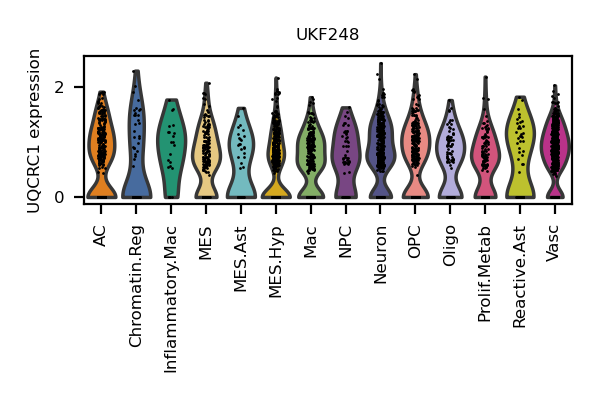 UKF248
UQCRC1 expression
2
0
AC
Chromatin.Reg
Inflammatory.Mac
MES
MES.Ast
MES.Hyp
Mac
NPC
Neuron
OPC
Oligo
Prolif.Metab
Reactive.Ast
Vasc